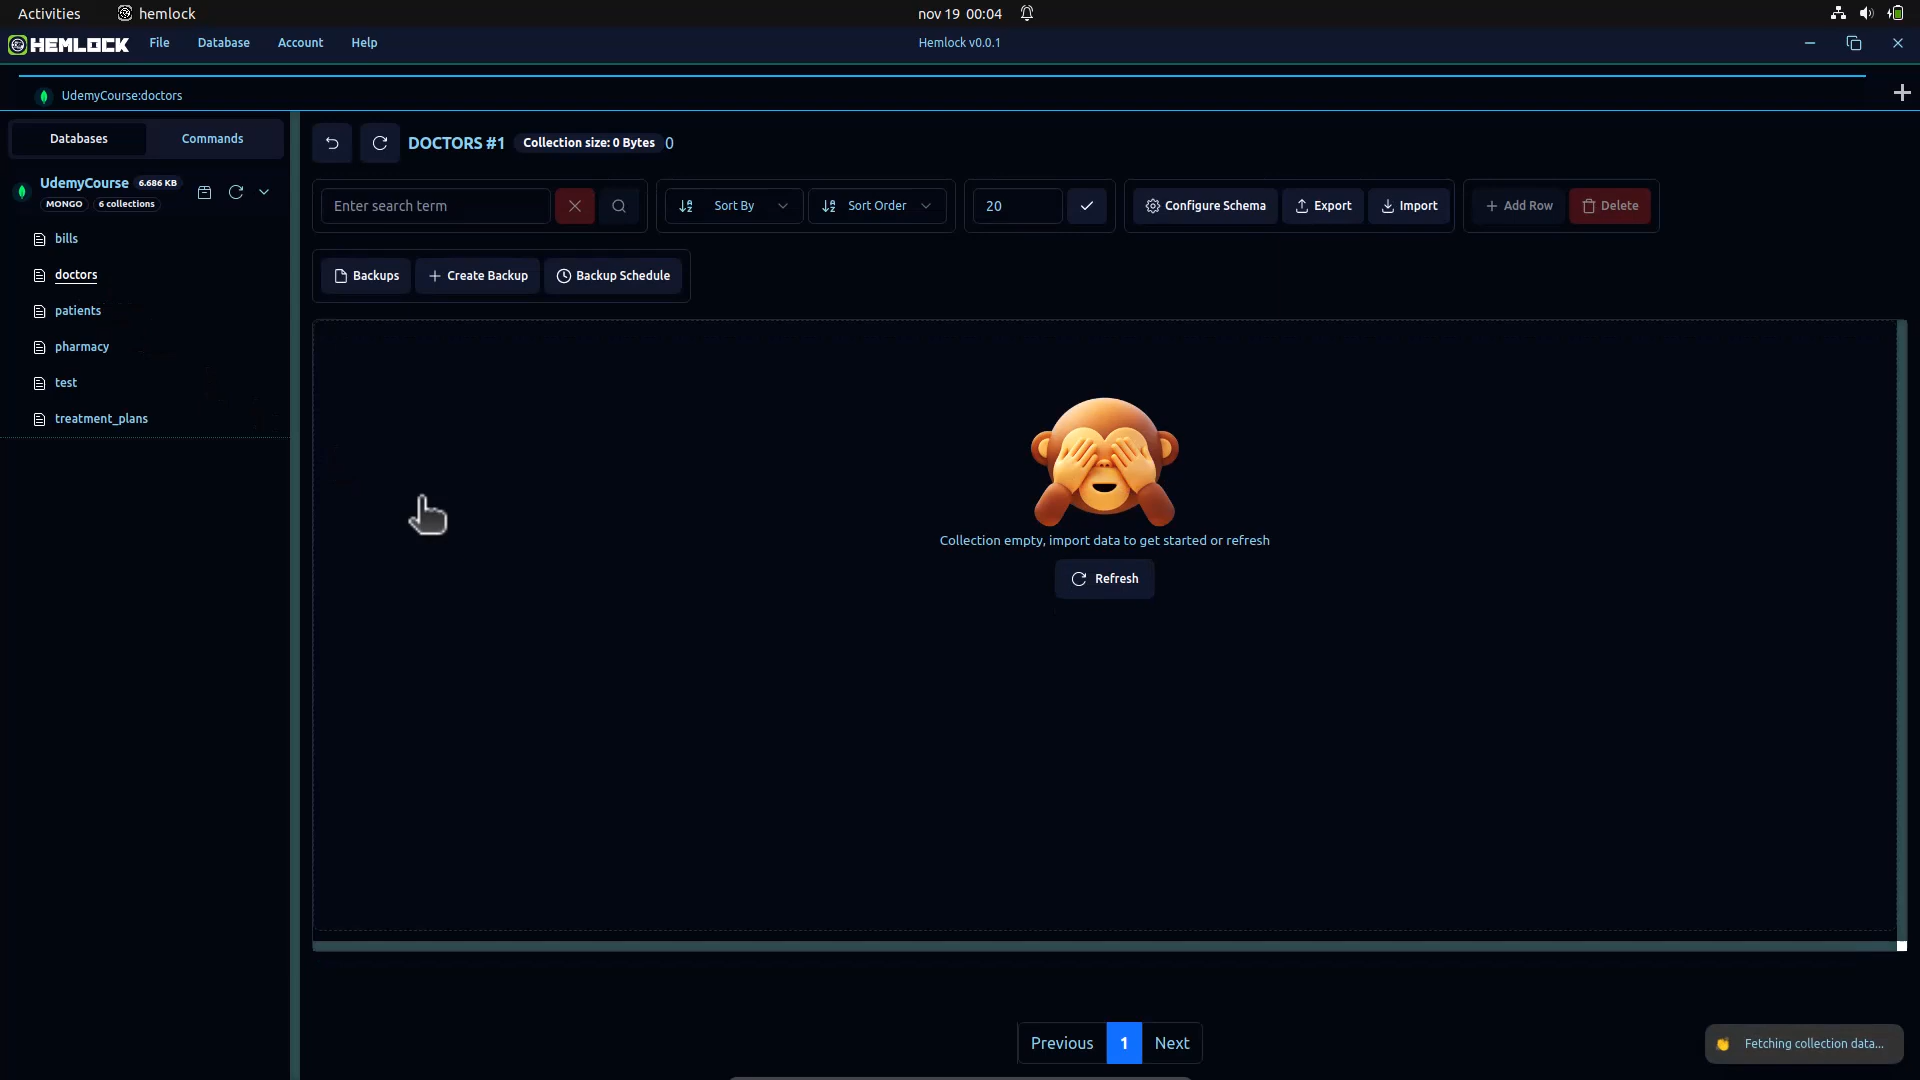 Activities hemlock nov 19 00:04
HEMLOCK File Database Account Help Hemlock v0.0.1
UdemyCourse:doctors
Databases Commands
UdemyCourse 6.686 KB
MONGO 6 collections
bills
doctors
patients
pharmacy
test
treatment_plans
DOCTORS #1 Collection size: 0 Bytes 0
Enter search term Sort By Sort Order 20 Configure Schema Export Import Add Row Delete
Backups Create Backup Backup Schedule
Collection empty, import data to get started or refresh
Refresh
Previous 1 Next
Fetching collection data...